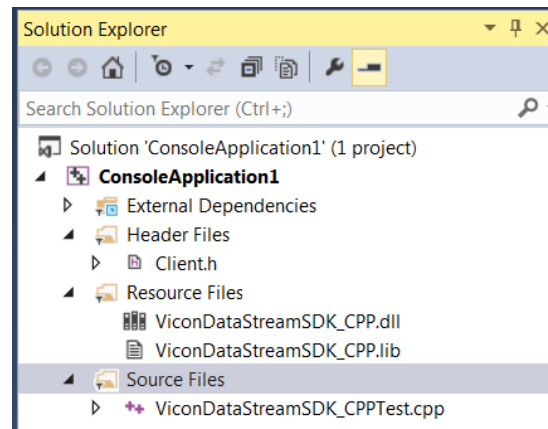 Solution Explorer
Search Solution Explorer (Ctrl+;)
Solution 'ConsoleApplication1' (1 project)
ConsoleApplication1
External Dependencies
Header Files
Client.h
Resource Files
ViconDataStreamSDK_CPP.dll
ViconDataStreamSDK_CPP.lib
Source Files
ViconDataStreamSDK_CPPTest.cpp